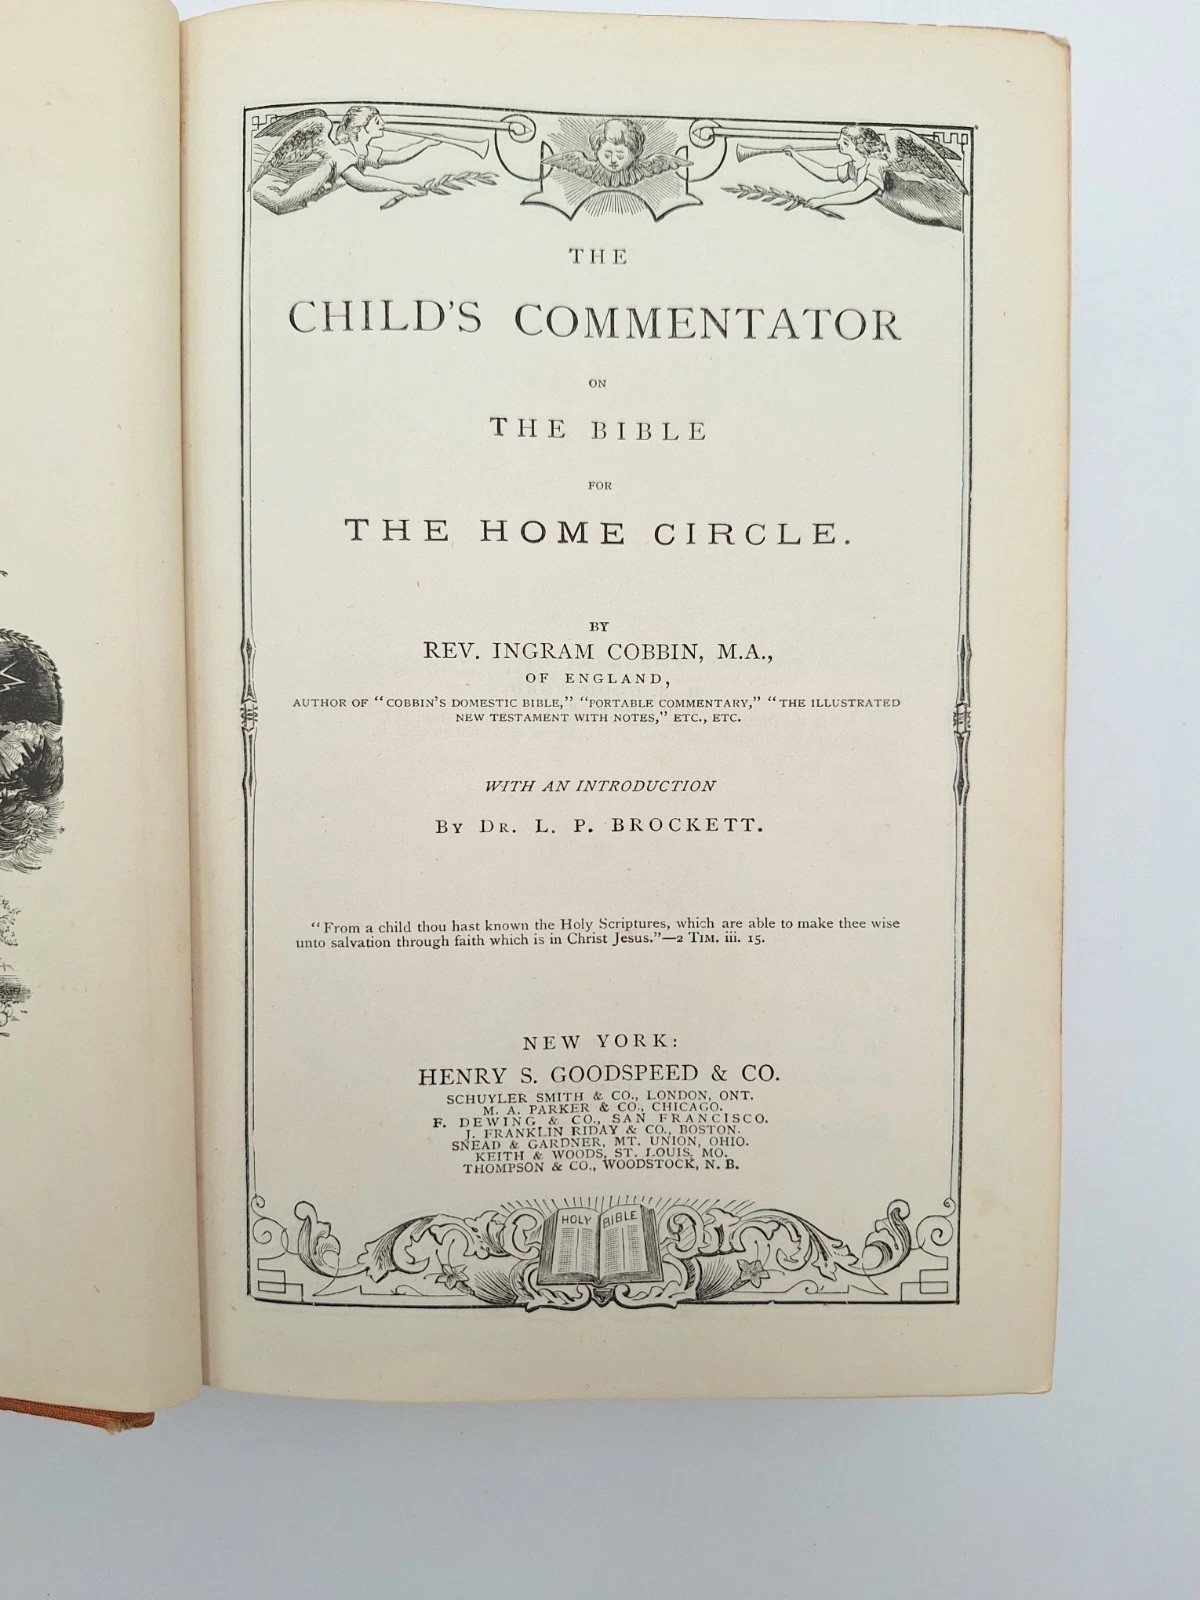 THE
CHILD'S COMMENTATOR
ON
THE BIBLE
FOR
THE HOME CIRCLE.
BY
REV. INGRAM COBBIN, M.A.,
OF ENGLAND,
AUTHOR OF "COBBIN'S DOMESTIC BIBLE," "PORTABLE COMMENTARY," "THE ILLUSTRATED
NEW TESTAMENT WITH NOTES," ETC., ETC.
WITH AN INTRODUCTION
BY DR. L. P. BROCKETT.
"From a child thou hast known the Holy Scriptures, which are able to make thee wise
unto salvation through faith which is in Christ Jesus."—2 TIM. iii. 15.
NEW YORK:
HENRY S. GOODSPEED & CO.
SCHUYLER SMITH & CO., LONDON, ONT.
M. A. PARKER & CO., CHICAGO.
F. DEWING & CO., SAN FRANCISCO.
J. FRANKLIN RIDAY & CO., BOSTON.
SNEAD & GARDNER, MT. UNION, OHIO.
KEITH & WOODS, ST. LOUIS, MO.
THOMPSON & CO., WOODSTOCK, N. B.
HOLY BIBLE